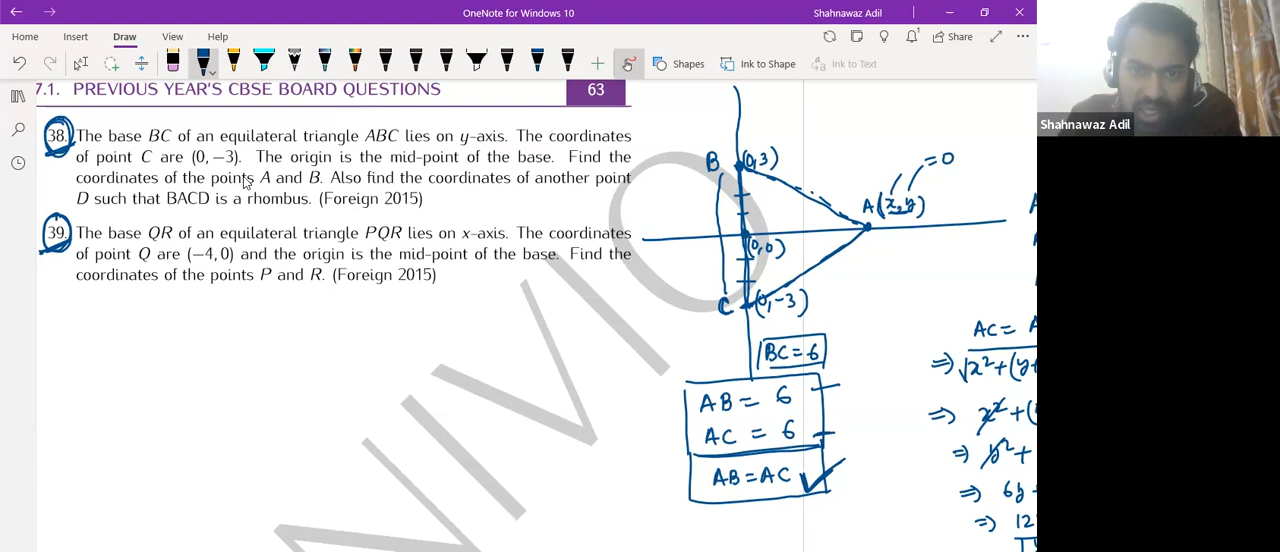 OneNote for Windows 10
Shahnawaz Adil
Home Insert Draw View Help
Share
Shapes
Ink to Shape
Ink to Text
7.1. PREVIOUS YEAR'S CBSE BOARD QUESTIONS 63
38. The base BC of an equilateral triangle ABC lies on y-axis. The coordinates
of point C are (0, −3). The origin is the mid-point of the base. Find the
coordinates of the points A and B. Also find the coordinates of another point
D such that BACD is a rhombus. (Foreign 2015)
39. The base QR of an equilateral triangle PQR lies on x-axis. The coordinates
of point Q are (−4, 0) and the origin is the mid-point of the base. Find the
coordinates of the points P and R. (Foreign 2015)
B (0,3)
=0
A (x, y)
(0,0)
C (0,-3)
BC = 6
AB = 6
AC = 6
AB = AC
AC =
⇒ √x²+(y+
⇒ x²+(
⇒ y²+
⇒ 6y
⇒ 12
Shahnawaz Adil